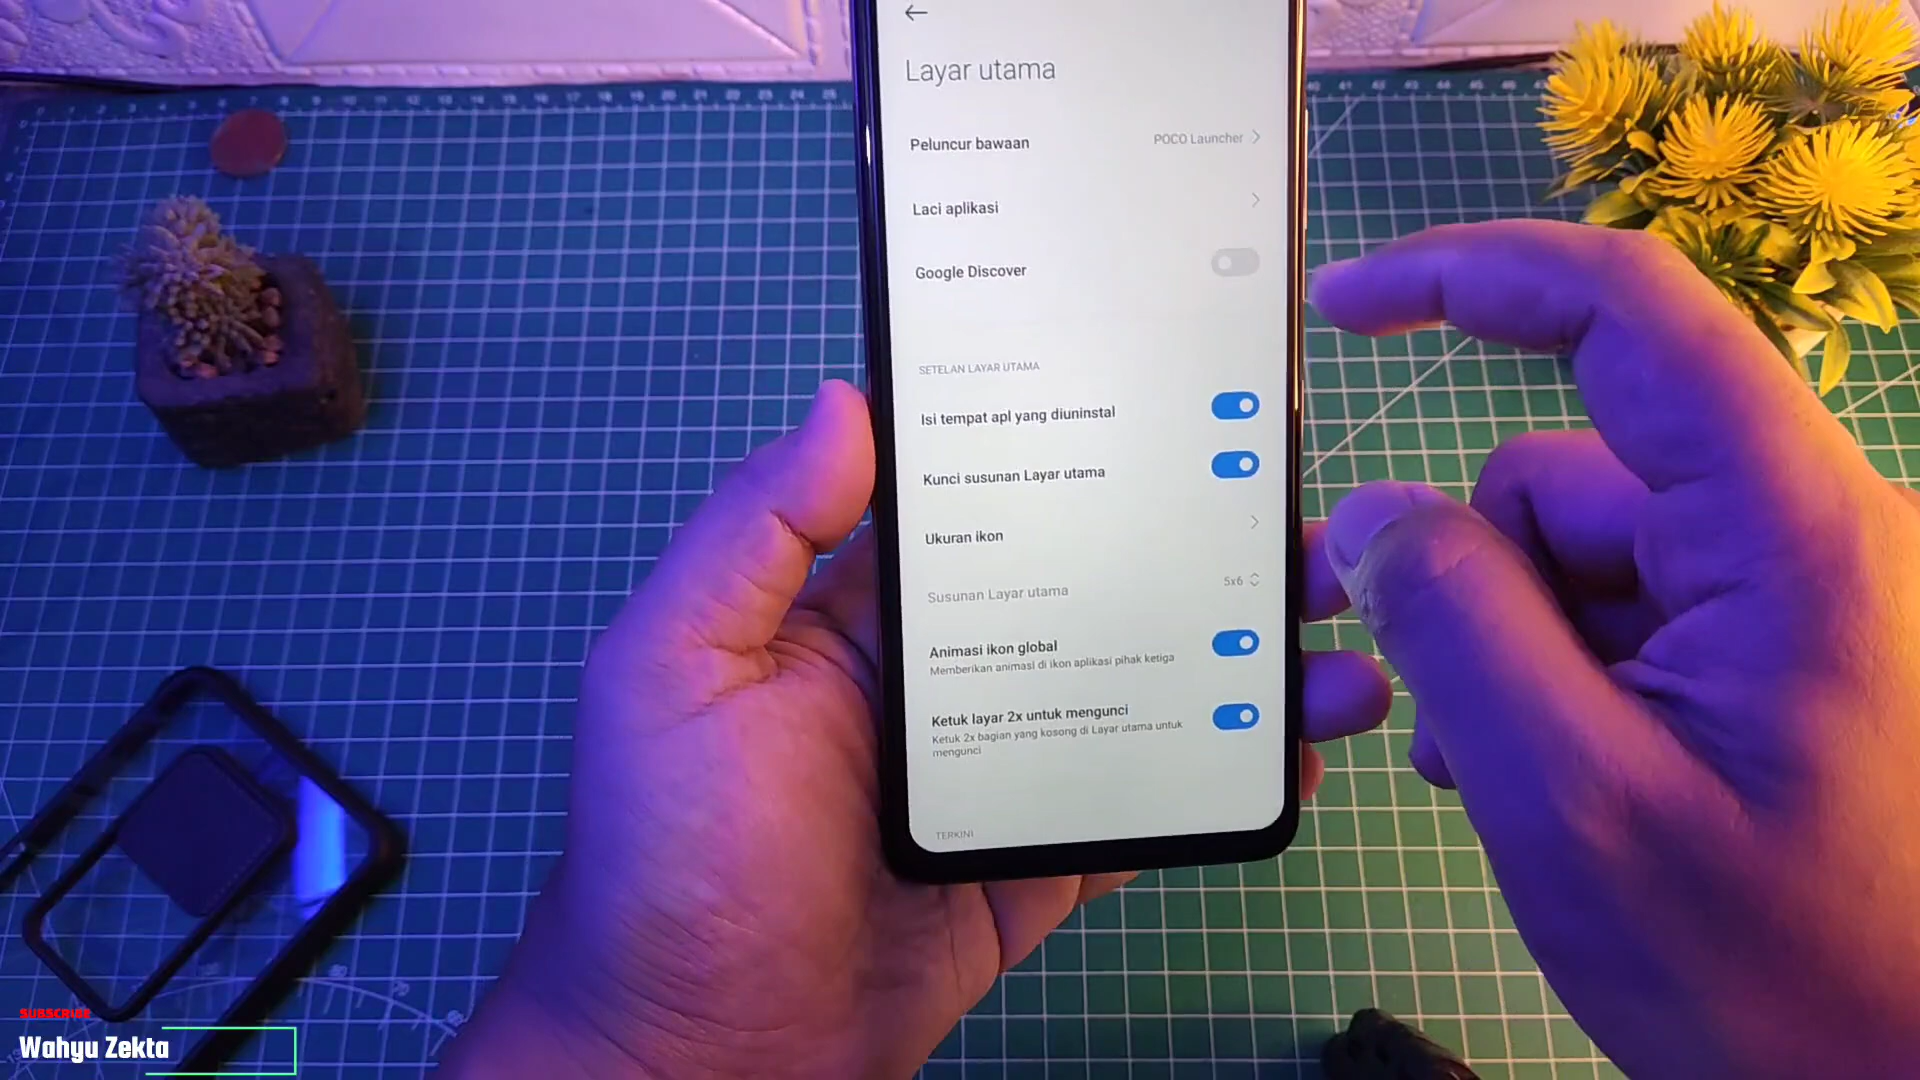 Layar utama
Peluncur bawaan
POCO Launcher
Laci aplikasi
Google Discover
SETELAN LAYAR UTAMA
Isi tempat apl yang diuninstal
Kunci susunan Layar utama
Ukuran ikon
Susunan Layar utama
5x6
Animasi ikon global
Memberikan animasi di ikon aplikasi pihak ketiga
Ketuk layar 2x untuk mengunci
Ketuk 2x bagian yang kosong di Layar utama untuk
mengunci
TERKINI
SUBSCRIBE
Wahyu Zekta